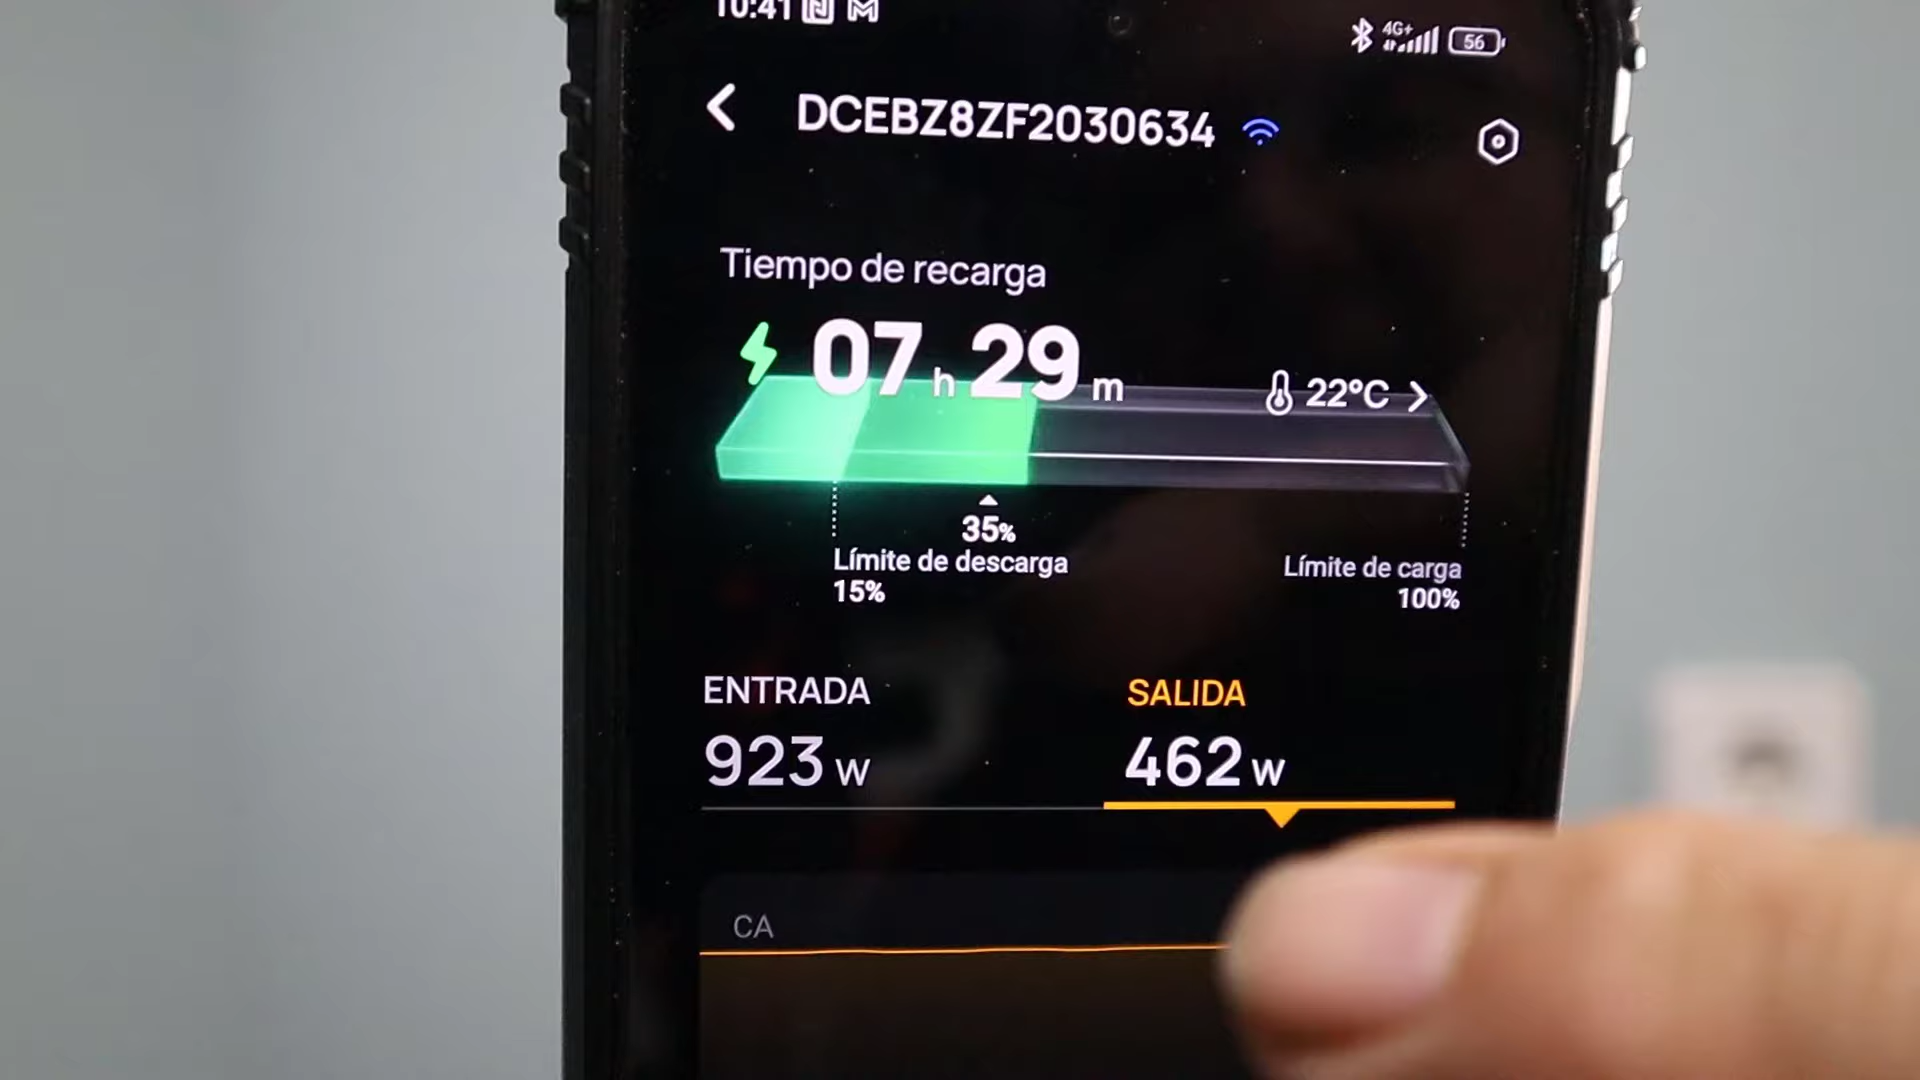 10:41
4G+
56
DCEBZ8ZF2030634
Tiempo de recarga
07 h 29 m
22°C
35%
Límite de descarga
15%
Límite de carga
100%
ENTRADA
SALIDA
923 W
462 W
CA